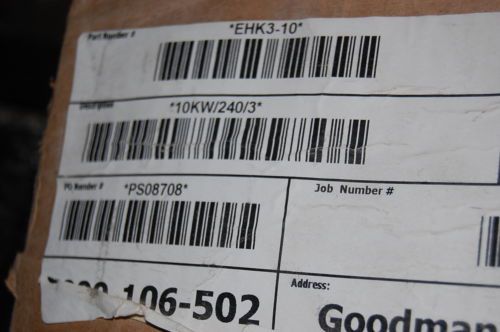 Part Number # *EHK3-10*
Description *10KW/240/3*
PO Number # *PS08708*
Job Number #
106-502
Address:
Goodman